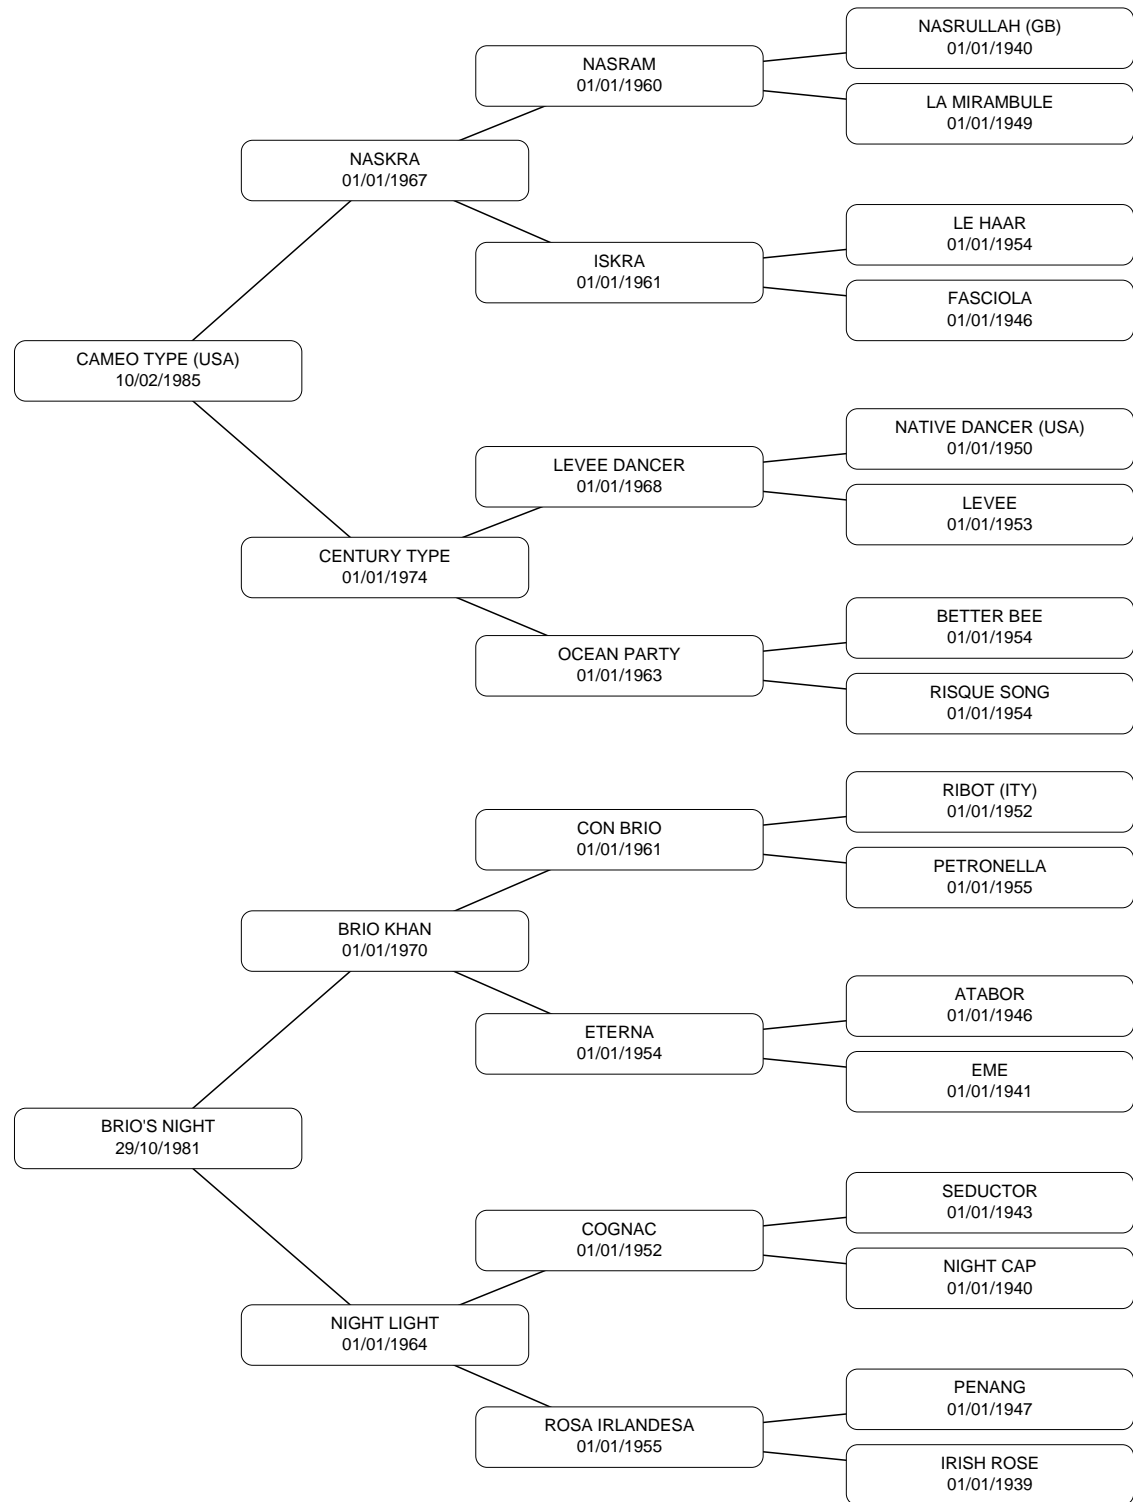 NASRULLAH (GB)
01/01/1940
NASRAM
01/01/1960
LA MIRAMBULE
01/01/1949
NASKRA
01/01/1967
LE HAAR
01/01/1954
ISKRA
01/01/1961
FASCIOLA
01/01/1946
CAMEO TYPE (USA)
10/02/1985
NATIVE DANCER (USA)
01/01/1950
LEVEE DANCER
01/01/1968
LEVEE
01/01/1953
CENTURY TYPE
01/01/1974
BETTER BEE
01/01/1954
OCEAN PARTY
01/01/1963
RISQUE SONG
01/01/1954
RIBOT (ITY)
01/01/1952
CON BRIO
01/01/1961
PETRONELLA
01/01/1955
BRIO KHAN
01/01/1970
ATABOR
01/01/1946
ETERNA
01/01/1954
EME
01/01/1941
BRIO'S NIGHT
29/10/1981
SEDUCTOR
01/01/1943
COGNAC
01/01/1952
NIGHT CAP
01/01/1940
NIGHT LIGHT
01/01/1964
PENANG
01/01/1947
ROSA IRLANDESA
01/01/1955
IRISH ROSE
01/01/1939